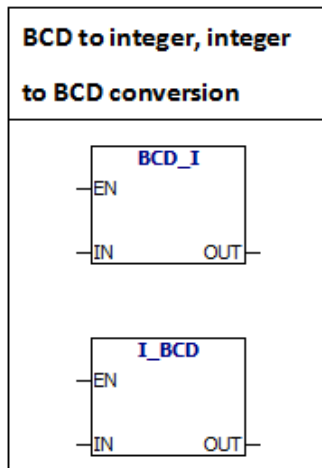 BCD to integer, integer
to BCD conversion
BCD_I
EN
IN OUT
I_BCD
EN
IN OUT